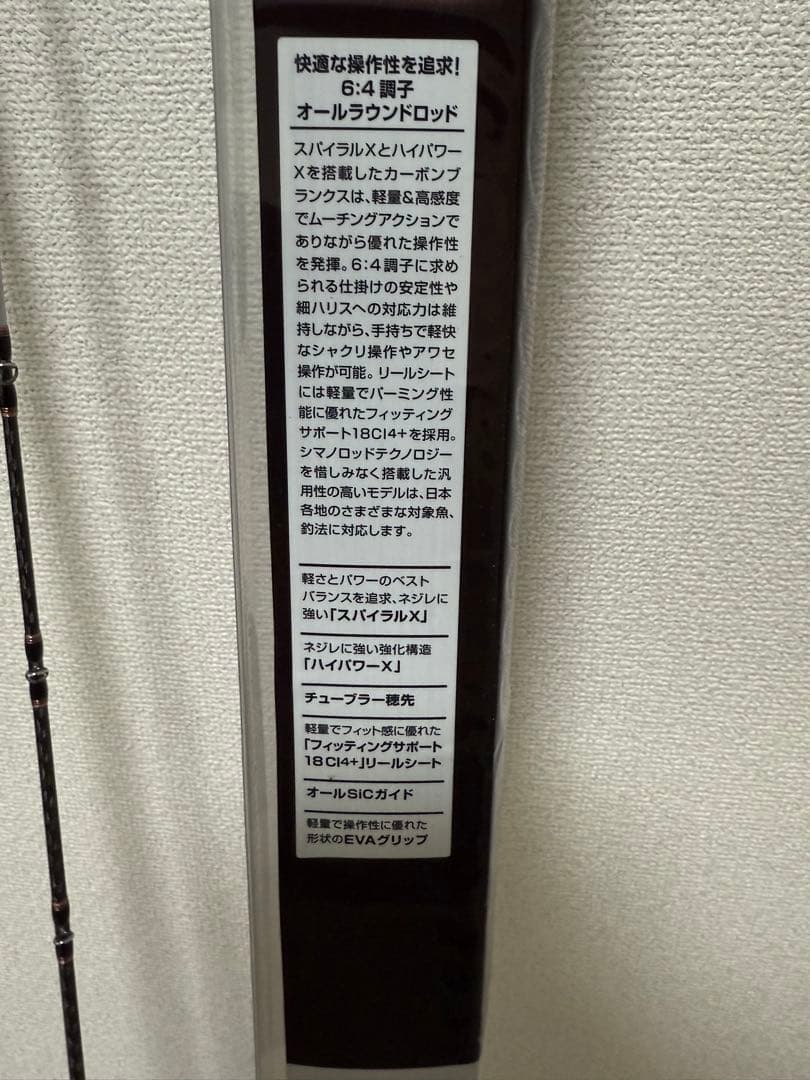 快適な操作性を追求!
6:4調子
オールラウンドロッド
スパイラルXとハイパワー
Xを搭載したカーボンブ
ランクスは、軽量&高感度
でムーチングアクションで
ありながら優れた操作性
を発揮。6:4調子に求め
られる仕掛けの安定性や
細ハリスへの対応力は維
持しながら、手持ちで軽快
なシャクリ操作やアワセ
操作が可能。リールシート
には軽量でパーミング性
能に優れたフィッティング
サポート18CI4+を採用。
シマノロッドテクノロジー
を惜しみなく搭載した汎
用性の高いモデルは、日本
各地のさまざまな対象魚、
釣法に対応します。
軽さとパワーのベスト
バランスを追求、ネジレに
強い「スパイラルX」
ネジレに強い強化構造
「ハイパワーX」
チューブラー穂先
軽量でフィット感に優れた
「フィッティングサポート
18CI4+」リールシート
オールSiCガイド
軽量で操作性に優れた
形状のEVAグリップ